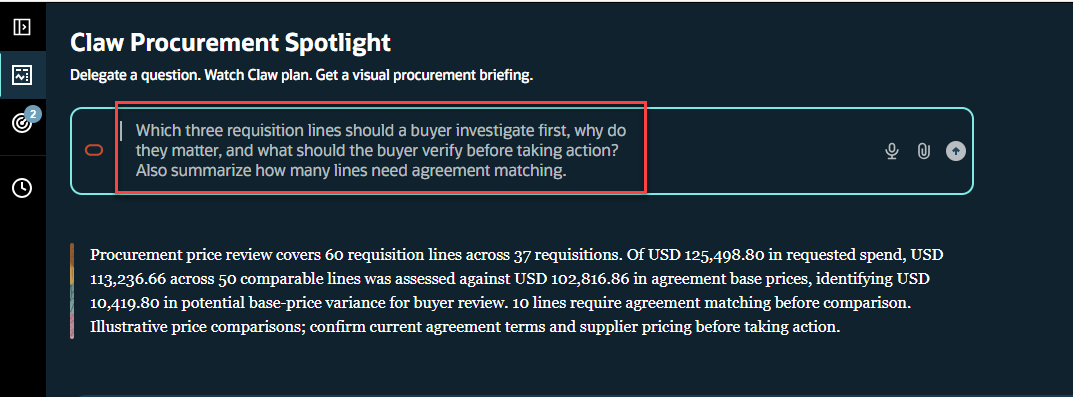 Claw Procurement Spotlight
Delegate a question. Watch Claw plan. Get a visual procurement briefing.
2
Which three requisition lines should a buyer investigate first, why do
they matter, and what should the buyer verify before taking action?
Also summarize how many lines need agreement matching.
Procurement price review covers 60 requisition lines across 37 requisitions. Of USD 125,498.80 in requested spend, USD
113,236.66 across 50 comparable lines was assessed against USD 102,816.86 in agreement base prices, identifying USD
10,419.80 in potential base-price variance for buyer review. 10 lines require agreement matching before comparison.
Illustrative price comparisons; confirm current agreement terms and supplier pricing before taking action.